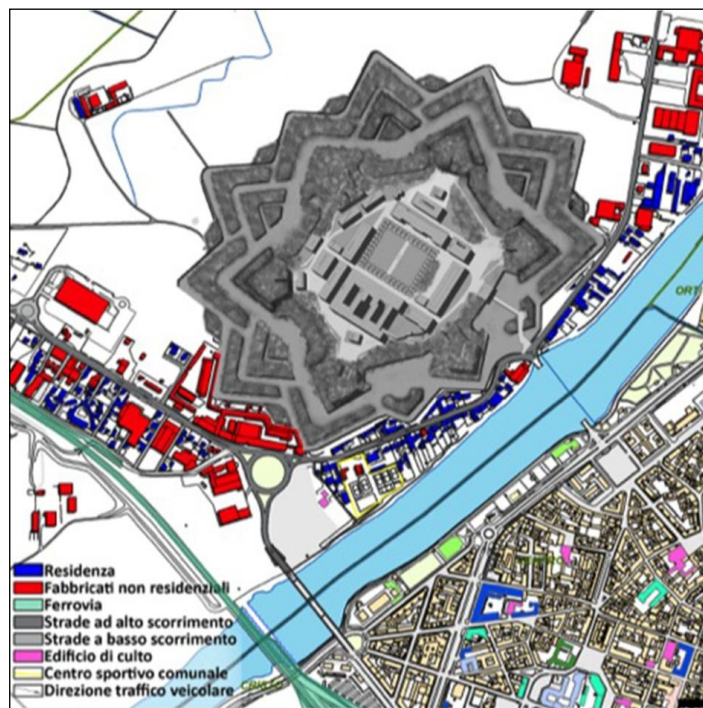 ORTI
Residenza
Fabbricati non residenziali
Ferrovia
Strade ad alto scorrimento
Strade a basso scorrimento
Edificio di culto
Centro sportivo comunale
Direzione traffico veicolare